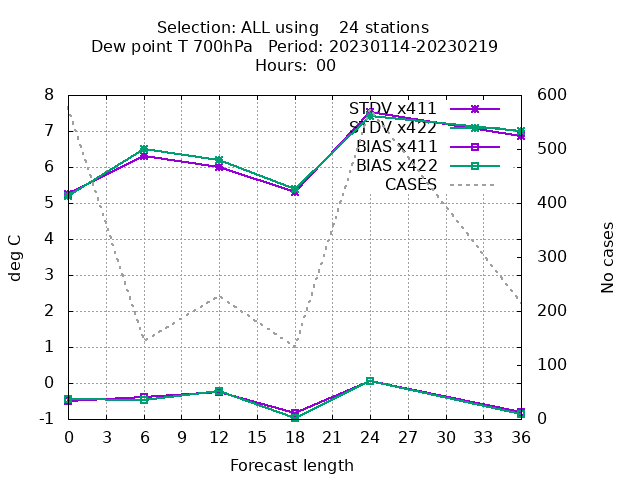 Selection: ALL using    24 stations
Dew point T 700hPa   Period: 20230114-20230219
Hours: 00
8 600
STDV x411
STDV x422
7 500
BIAS x411
BIAS x422
6
CASES
5 400
4
deg C
No cases
3 300
2 200
1
0 100
-1 0
0 3 6 9 12 15 18 21 24 27 30 33 36
Forecast length